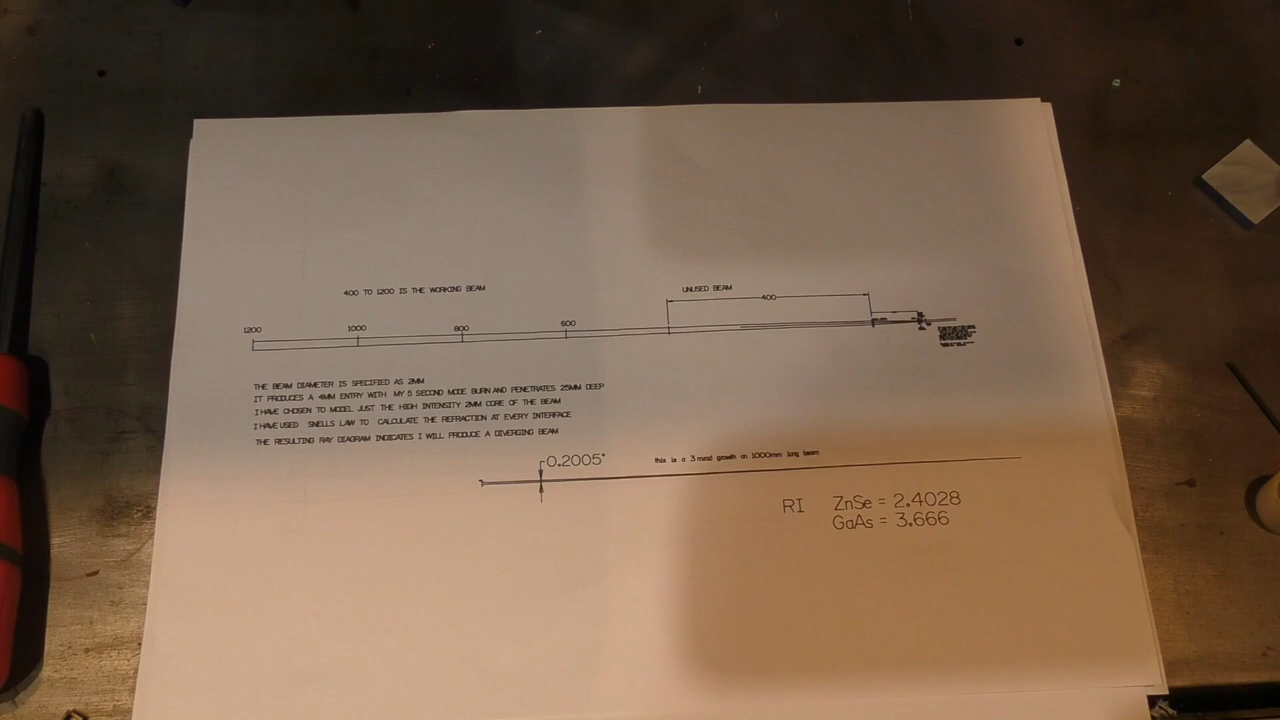 400 TO 1200 IS THE WORKING BEAM
UNUSED BEAM
400
1200
1000
800
600
THE BEAM DIAMETER IS SPECIFIED AS 2MM
IT PRODUCES A 4MM ENTRY WITH MY 5 SECOND MODE BURN AND PENETRATES 25MM DEEP
I HAVE CHOSEN TO MODEL JUST THE HIGH INTENSITY 2MM CORE OF THE BEAM
I HAVE USED SNELLS LAW TO CALCULATE THE REFRACTION AT EVERY INTERFACE
THE RESULTING RAY DIAGRAM INDICATES I WILL PRODUCE A DIVERGING BEAM
0.2005°
this is a 3 mrad growth on 1000mm long beam
RI ZnSe = 2.4028
GaAs = 3.666